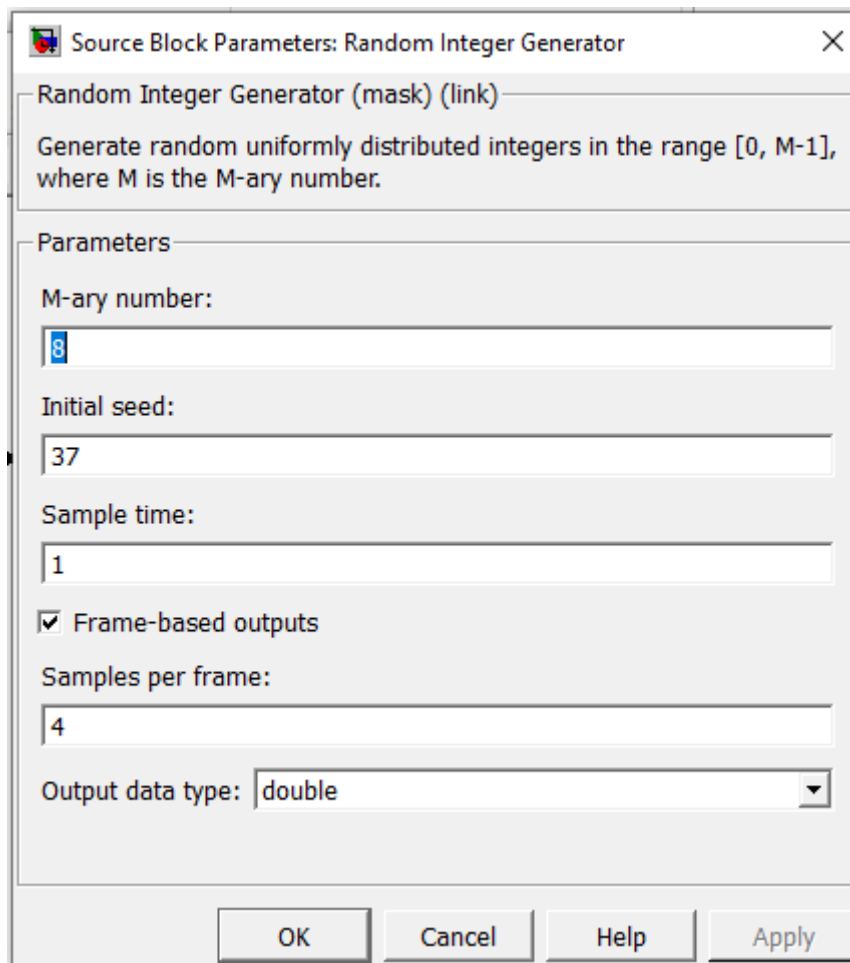 Source Block Parameters: Random Integer Generator
Random Integer Generator (mask) (link)
Generate random uniformly distributed integers in the range [0, M-1],
where M is the M-ary number.
Parameters
M-ary number:
8
Initial seed:
37
Sample time:
1
Frame-based outputs
Samples per frame:
4
Output data type: double
OK Cancel Help Apply